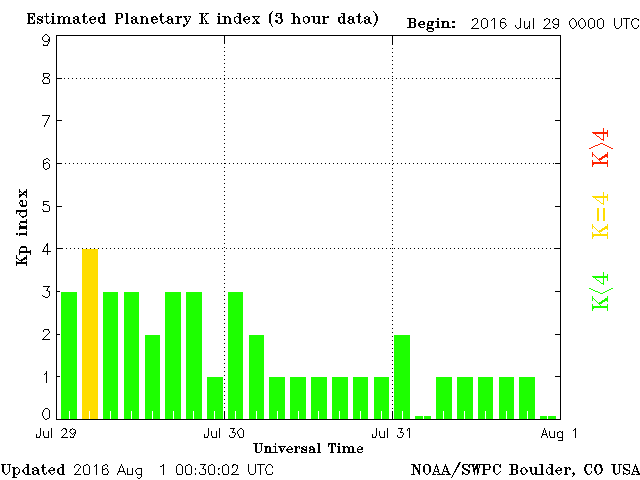 Estimated Planetary K index (3 hour data) Begin: 2016 Jul 29 0000 UTC
9
8
7
6
5
4
3
2
1
0
Kp index
K>4
K=4
K<4
Jul 29 Jul 30 Jul 31 Aug 1
Universal Time
Updated 2016 Aug 1 00:30:02 UTC NOAA/SWPC Boulder, CO USA